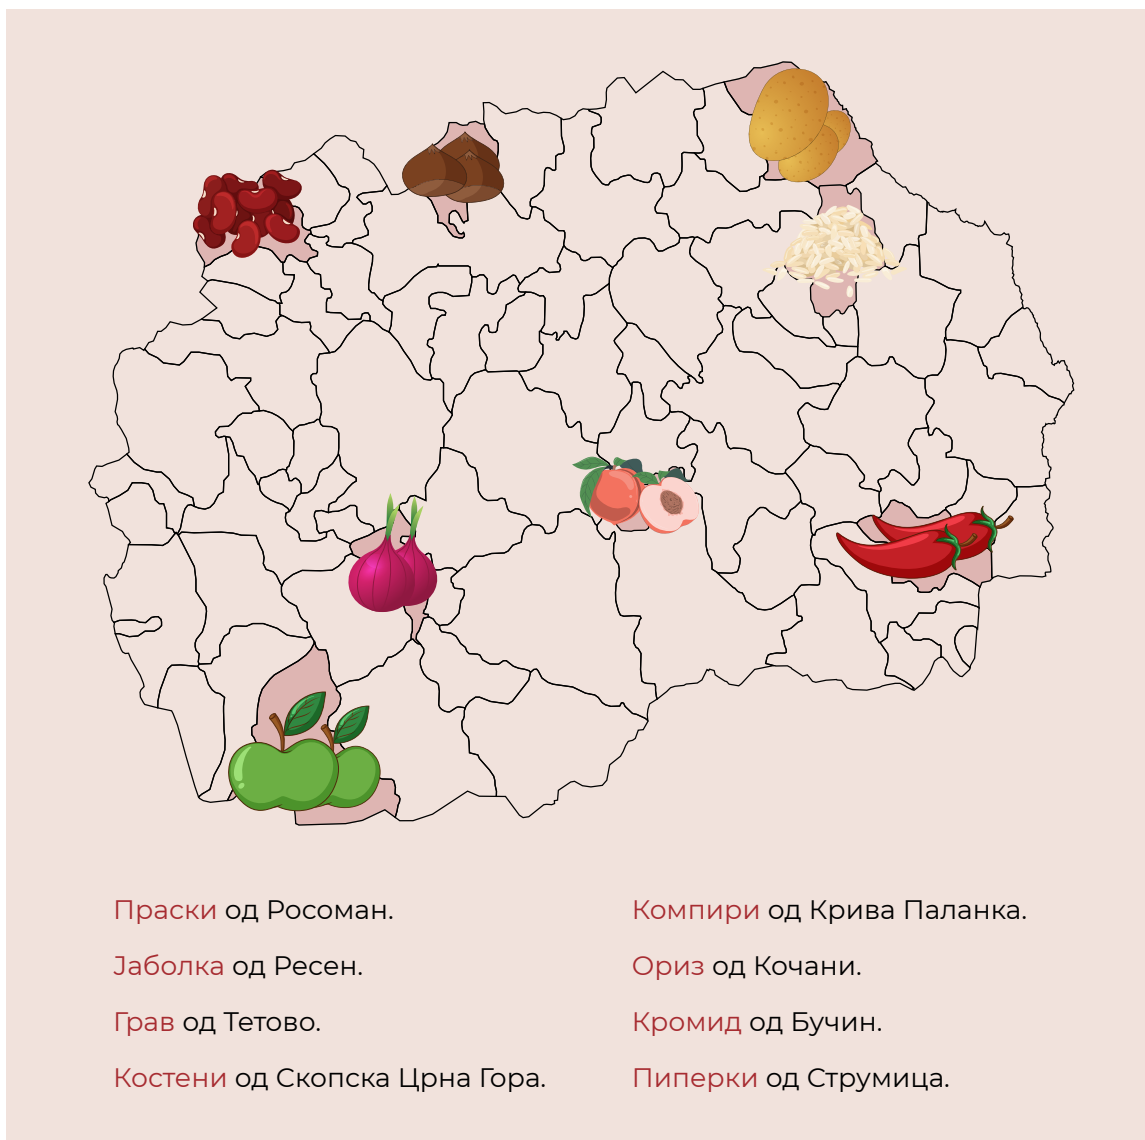 Праски од Росоман.
Јаболка од Ресен.
Грав од Тетово.
Костени од Скопска Црна Гора.
Компири од Крива Паланка.
Ориз од Кочани.
Кромид од Бучин.
Пиперки од Струмица.